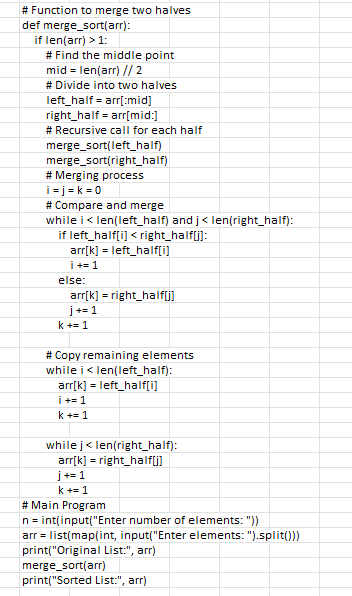 # Function to merge two halves
def merge_sort(arr):
    if len(arr) > 1:
        # Find the middle point
        mid = len(arr) // 2
        # Divide into two halves
        left_half = arr[:mid]
        right_half = arr[mid:]
        # Recursive call for each half
        merge_sort(left_half)
        merge_sort(right_half)
        # Merging process
        i = j = k = 0
        # Compare and merge
        while i < len(left_half) and j < len(right_half):
            if left_half[i] < right_half[j]:
                arr[k] = left_half[i]
                i += 1
            else:
                arr[k] = right_half[j]
                j += 1
            k += 1

        # Copy remaining elements
        while i < len(left_half):
            arr[k] = left_half[i]
            i += 1
            k += 1

        while j < len(right_half):
            arr[k] = right_half[j]
            j += 1
            k += 1
# Main Program
n = int(input("Enter number of elements: "))
arr = list(map(int, input("Enter elements: ").split()))
print("Original List:", arr)
merge_sort(arr)
print("Sorted List:", arr)